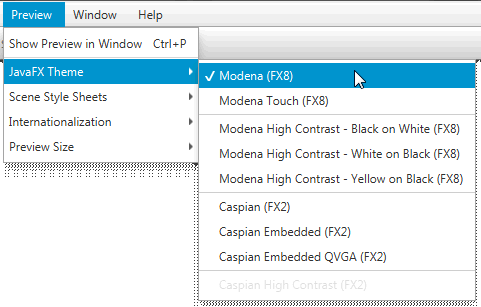 Preview Window Help
Show Preview in Window Ctrl+P
JavaFX Theme
Scene Style Sheets
Internationalization
Preview Size
Modena (FX8)
Modena Touch (FX8)
Modena High Contrast - Black on White (FX8)
Modena High Contrast - White on Black (FX8)
Modena High Contrast - Yellow on Black (FX8)
Caspian (FX2)
Caspian Embedded (FX2)
Caspian Embedded QVGA (FX2)
Caspian High Contrast (FX2)